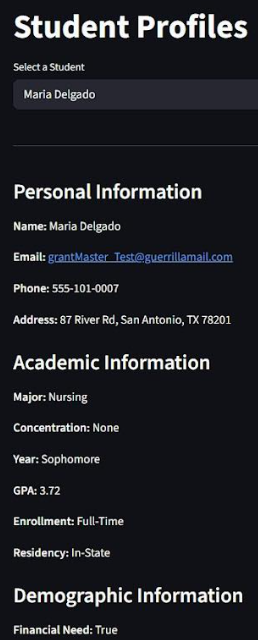 Student Profiles
Select a Student
Maria Delgado
Personal Information
Name: Maria Delgado
Email: grantMaster_Test@guerrillamail.com
Phone: 555-101-0007
Address: 87 River Rd, San Antonio, TX 78201
Academic Information
Major: Nursing
Concentration: None
Year: Sophomore
GPA: 3.72
Enrollment: Full-Time
Residency: In-State
Demographic Information
Financial Need: True